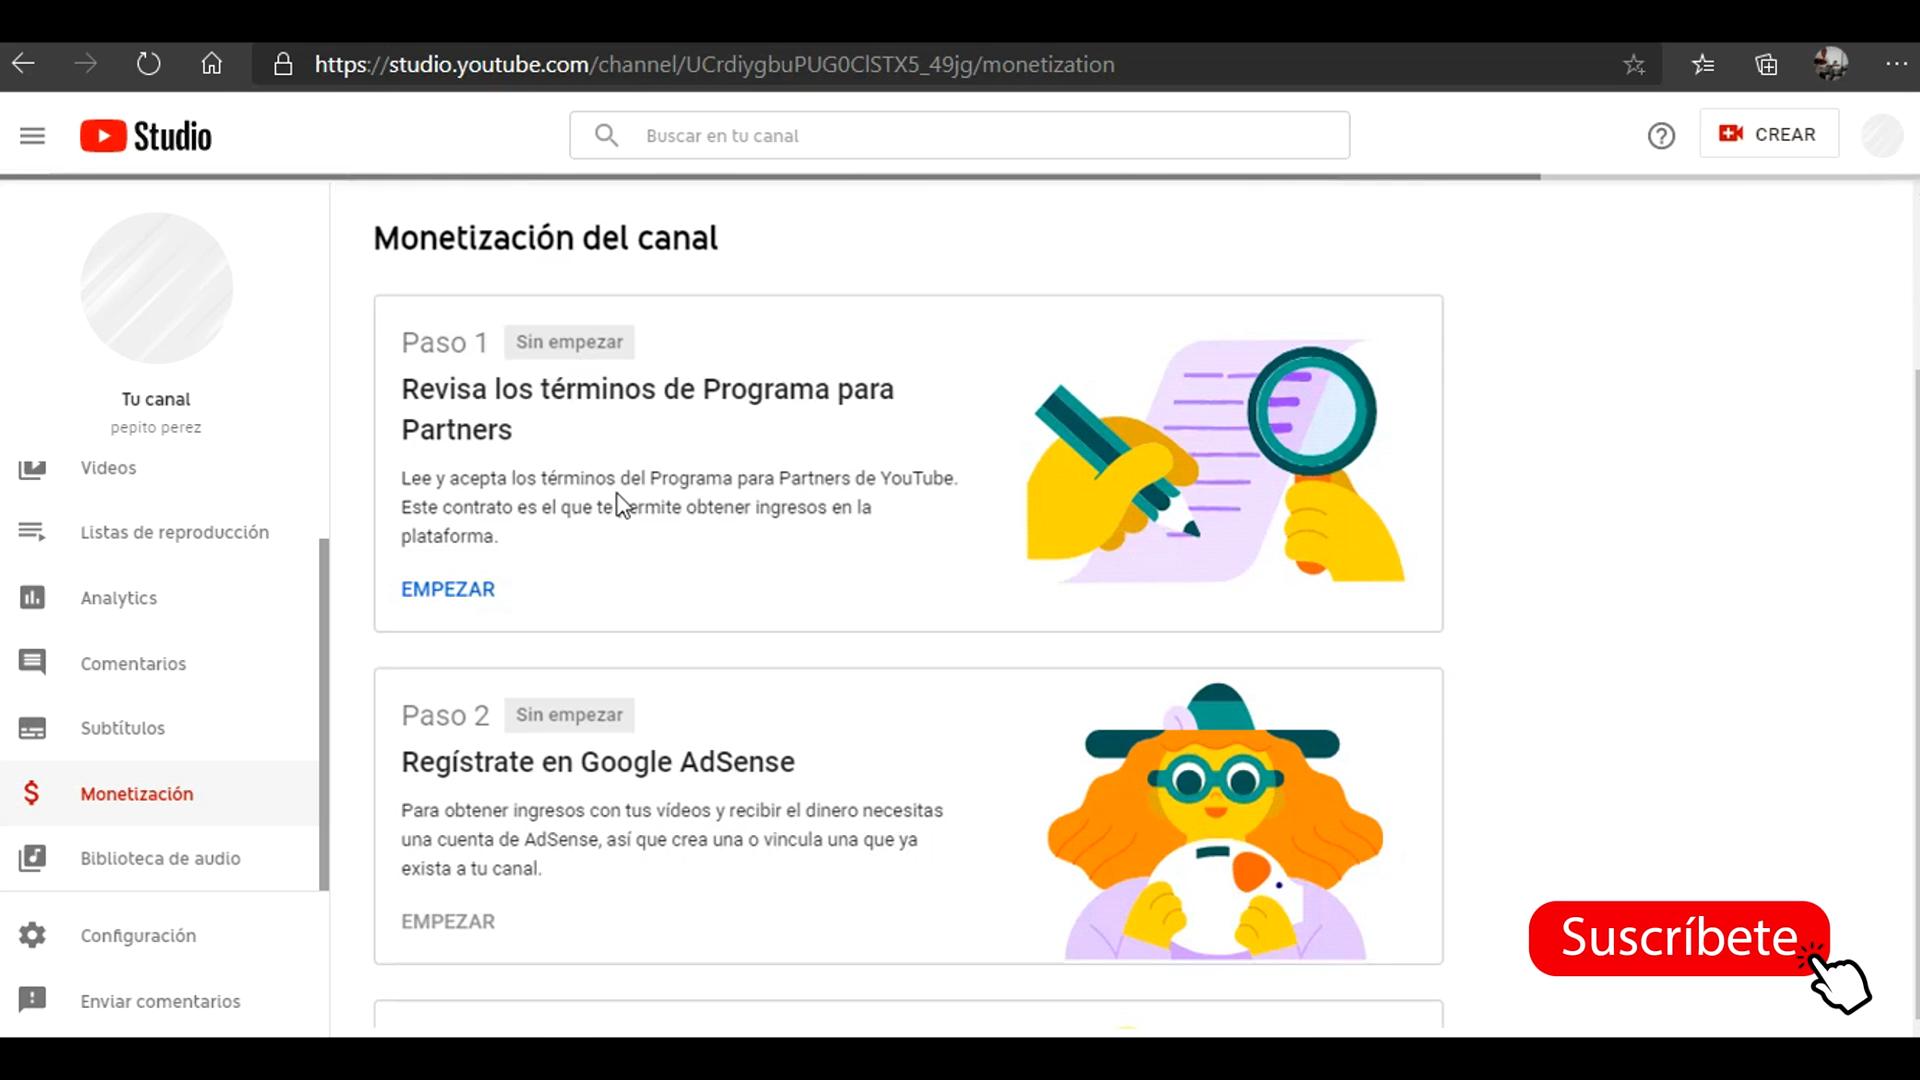 https://studio.youtube.com/channel/UCrdiygbuPUG0ClSTX5_49jg/monetization
Studio
Buscar en tu canal
CREAR
Tu canal
pepito perez
Videos
Listas de reproducción
Analytics
Comentarios
Subtítulos
Monetización
Biblioteca de audio
Configuración
Enviar comentarios
Monetización del canal
Paso 1 Sin empezar
Revisa los términos de Programa para
Partners
Lee y acepta los términos del Programa para Partners de YouTube.
Este contrato es el que te permite obtener ingresos en la
plataforma.
EMPEZAR
Paso 2 Sin empezar
Regístrate en Google AdSense
Para obtener ingresos con tus vídeos y recibir el dinero necesitas
una cuenta de AdSense, así que crea una o vincula una que ya
exista a tu canal.
EMPEZAR
Suscríbete